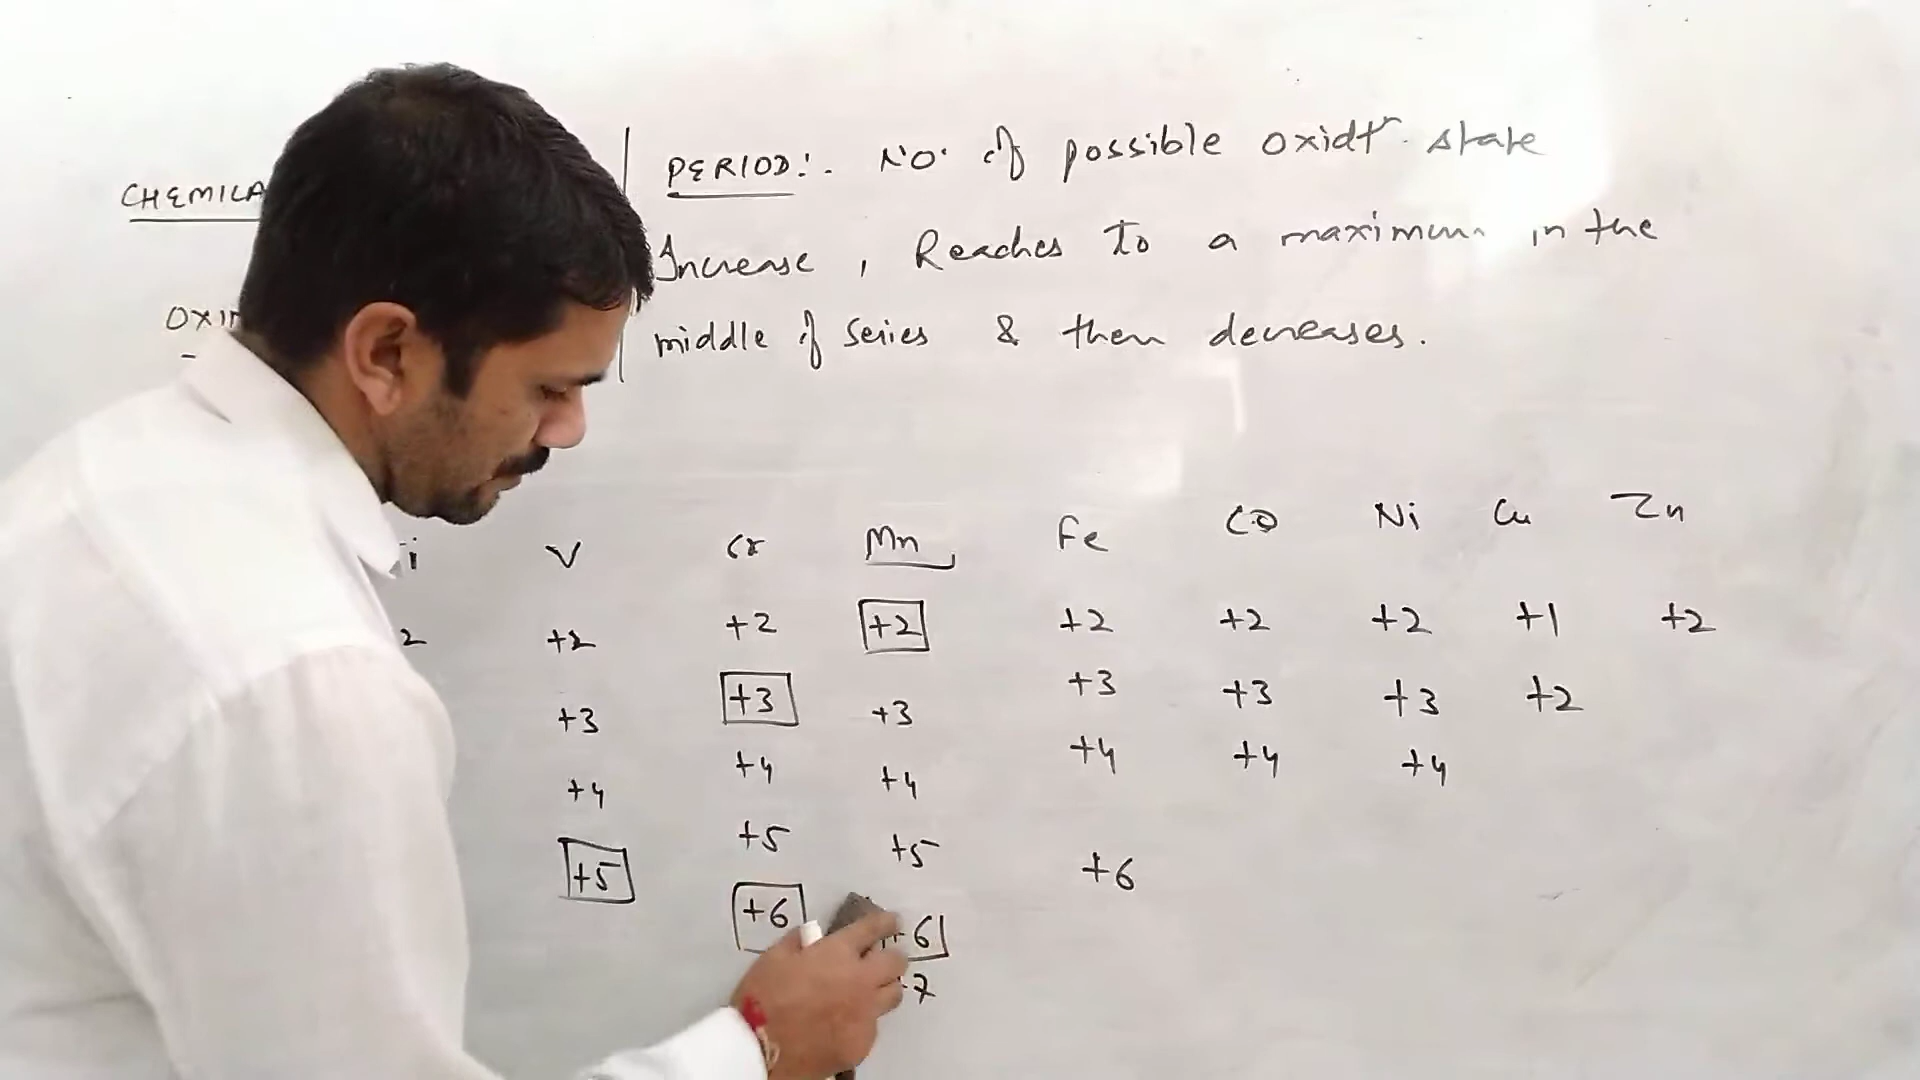 CHEMICA
PERIOD:- NO. of possible oxidtn. state
Increase, Reaches to a maximum in the
OXI
middle of series & then decreases.
i V Cr Mn Fe CO Ni Cu Zn
2 +2 +2 +2 +2 +2 +2 +1 +2
+3 +3 +3 +3 +3 +3 +2
+4 +4 +4 +4 +4 +4
+5 +5 +5
+6 +6 +6
7